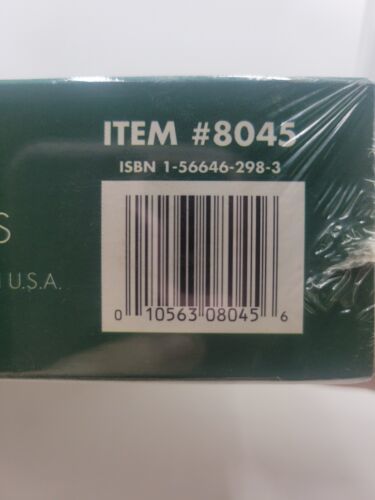 ITEM #8045
ISBN 1-56646-298-3
S
U.S.A.
0 10563 08045 6